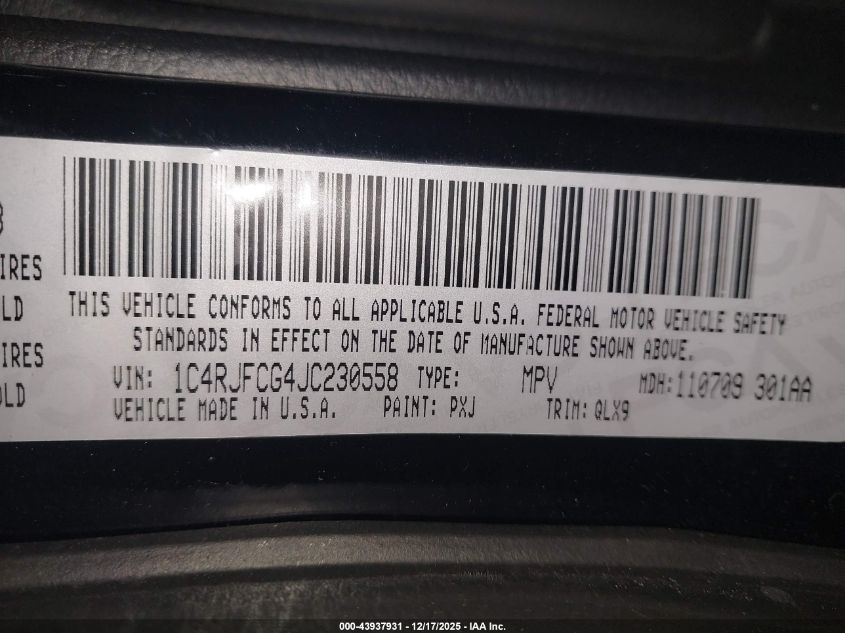 IRES
LD
IRES
OLD
THIS VEHICLE CONFORMS TO ALL APPLICABLE U.S.A. FEDERAL MOTOR VEHICLE SAFETY
STANDARDS IN EFFECT ON THE DATE OF MANUFACTURE SHOWN ABOVE.
VIN: 1C4RJFCG4JC230558 TYPE: MPV MDH:110709 301AA
VEHICLE MADE IN U.S.A. PAINT: PXJ TRIM: QLX9
000-43937931 - 12/17/2025 - IAA Inc.